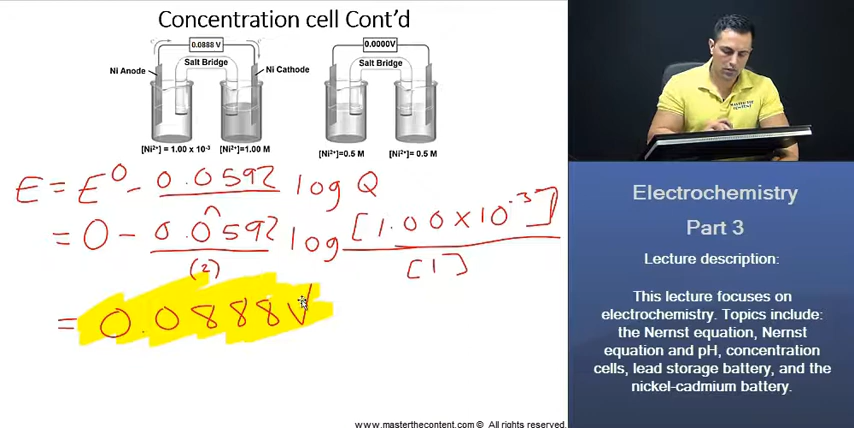 Concentration cell Cont'd
0.0888 V
Salt Bridge
Ni Anode
Ni Cathode
[Ni²⁺] = 1.00 x 10⁻³
[Ni²⁺]=1.00 M
0.0000V
Salt Bridge
[Ni²⁺]=0.5 M
[Ni²⁺]= 0.5 M
E = E⁰ - 0.0592 log Q
= 0 - 0.0592 / (2) log [1.00×10⁻³] / [1]
= 0.0888V
www.masterthecontent.com © All rights reserved.
MASTER THE
CONTENT
Electrochemistry
Part 3
Lecture description:
This lecture focuses on
electrochemistry. Topics include:
the Nernst equation, Nernst
equation and pH, concentration
cells, lead storage battery, and the
nickel-cadmium battery.